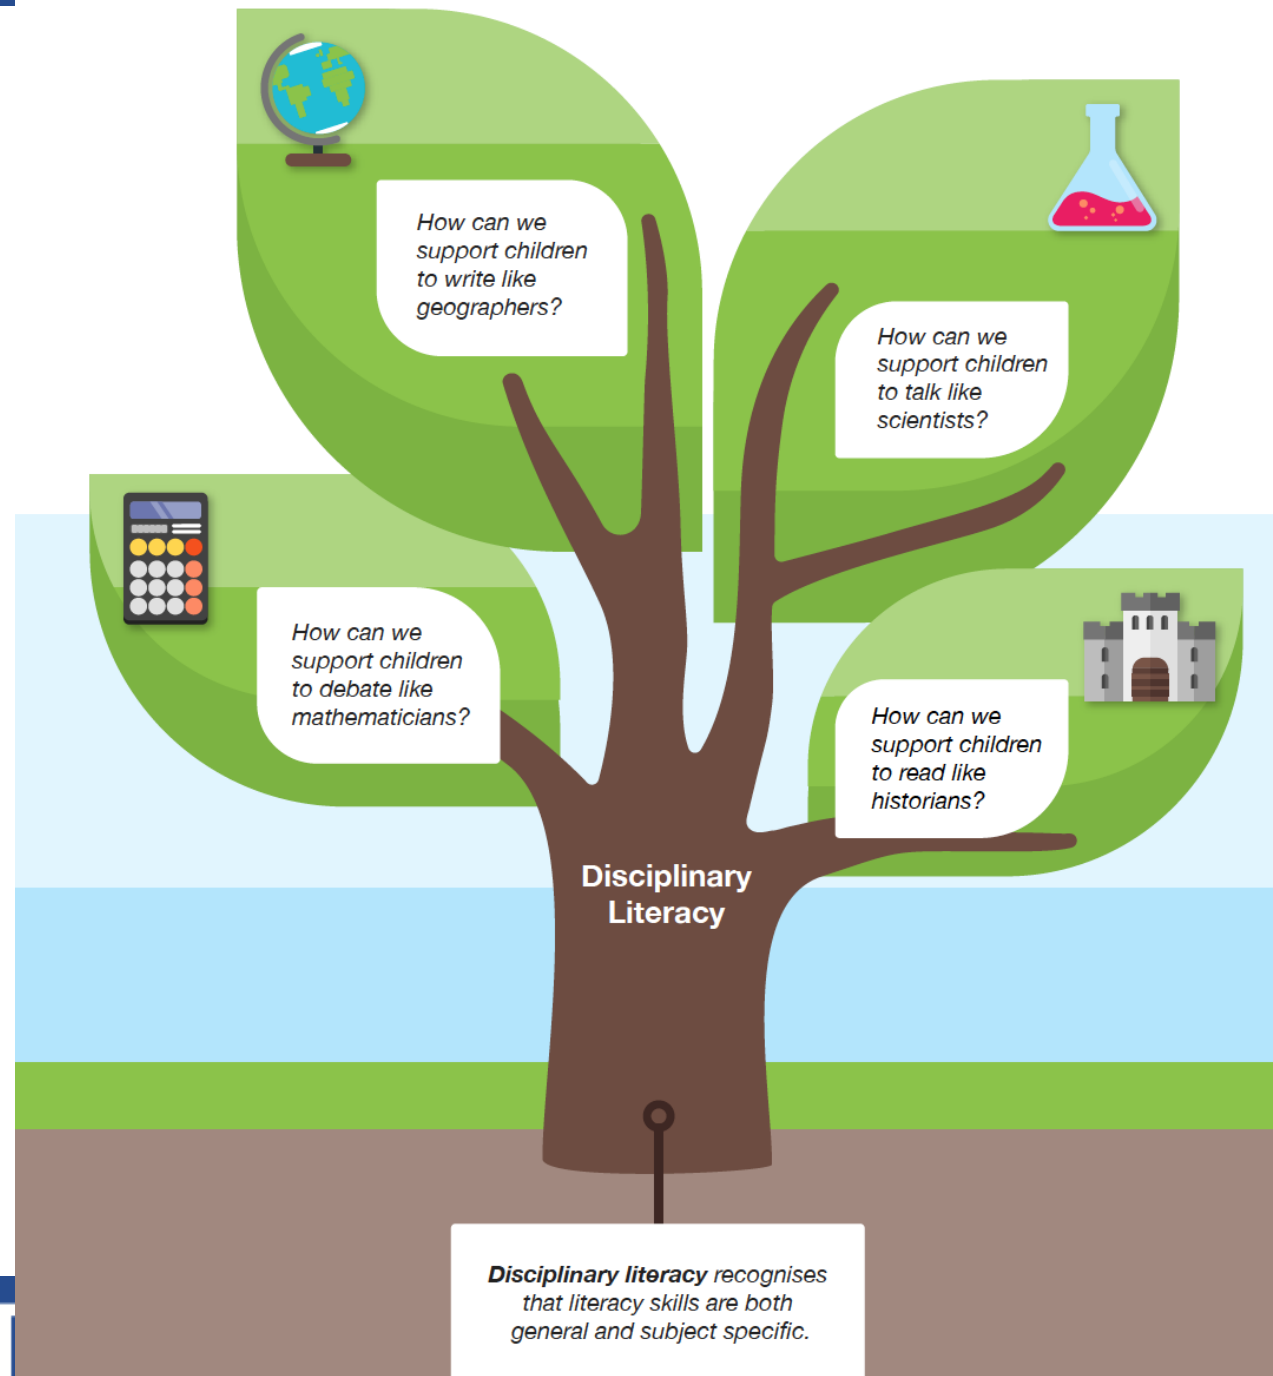 How can we
support children
to write like
geographers?
How can we
support children
to talk like
scientists?
How can we
support children
to debate like
mathematicians?
How can we
support children
to read like
historians?
Disciplinary
Literacy
Disciplinary literacy recognises
that literacy skills are both
general and subject specific.